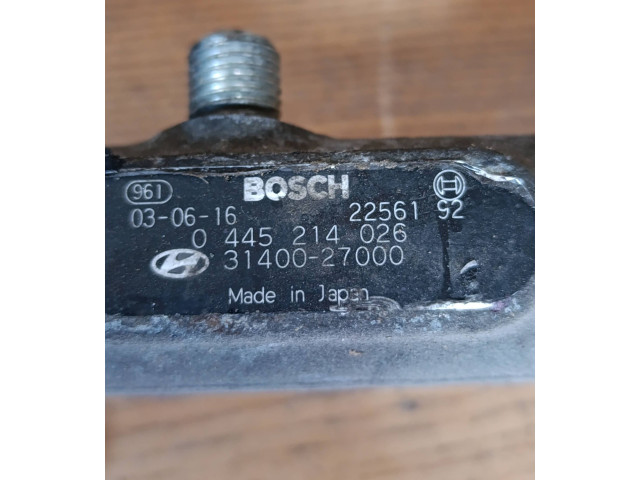 961 BOSCH
03-06-16 22561 92
0 445 214 026
31400-27000
Made in Japan